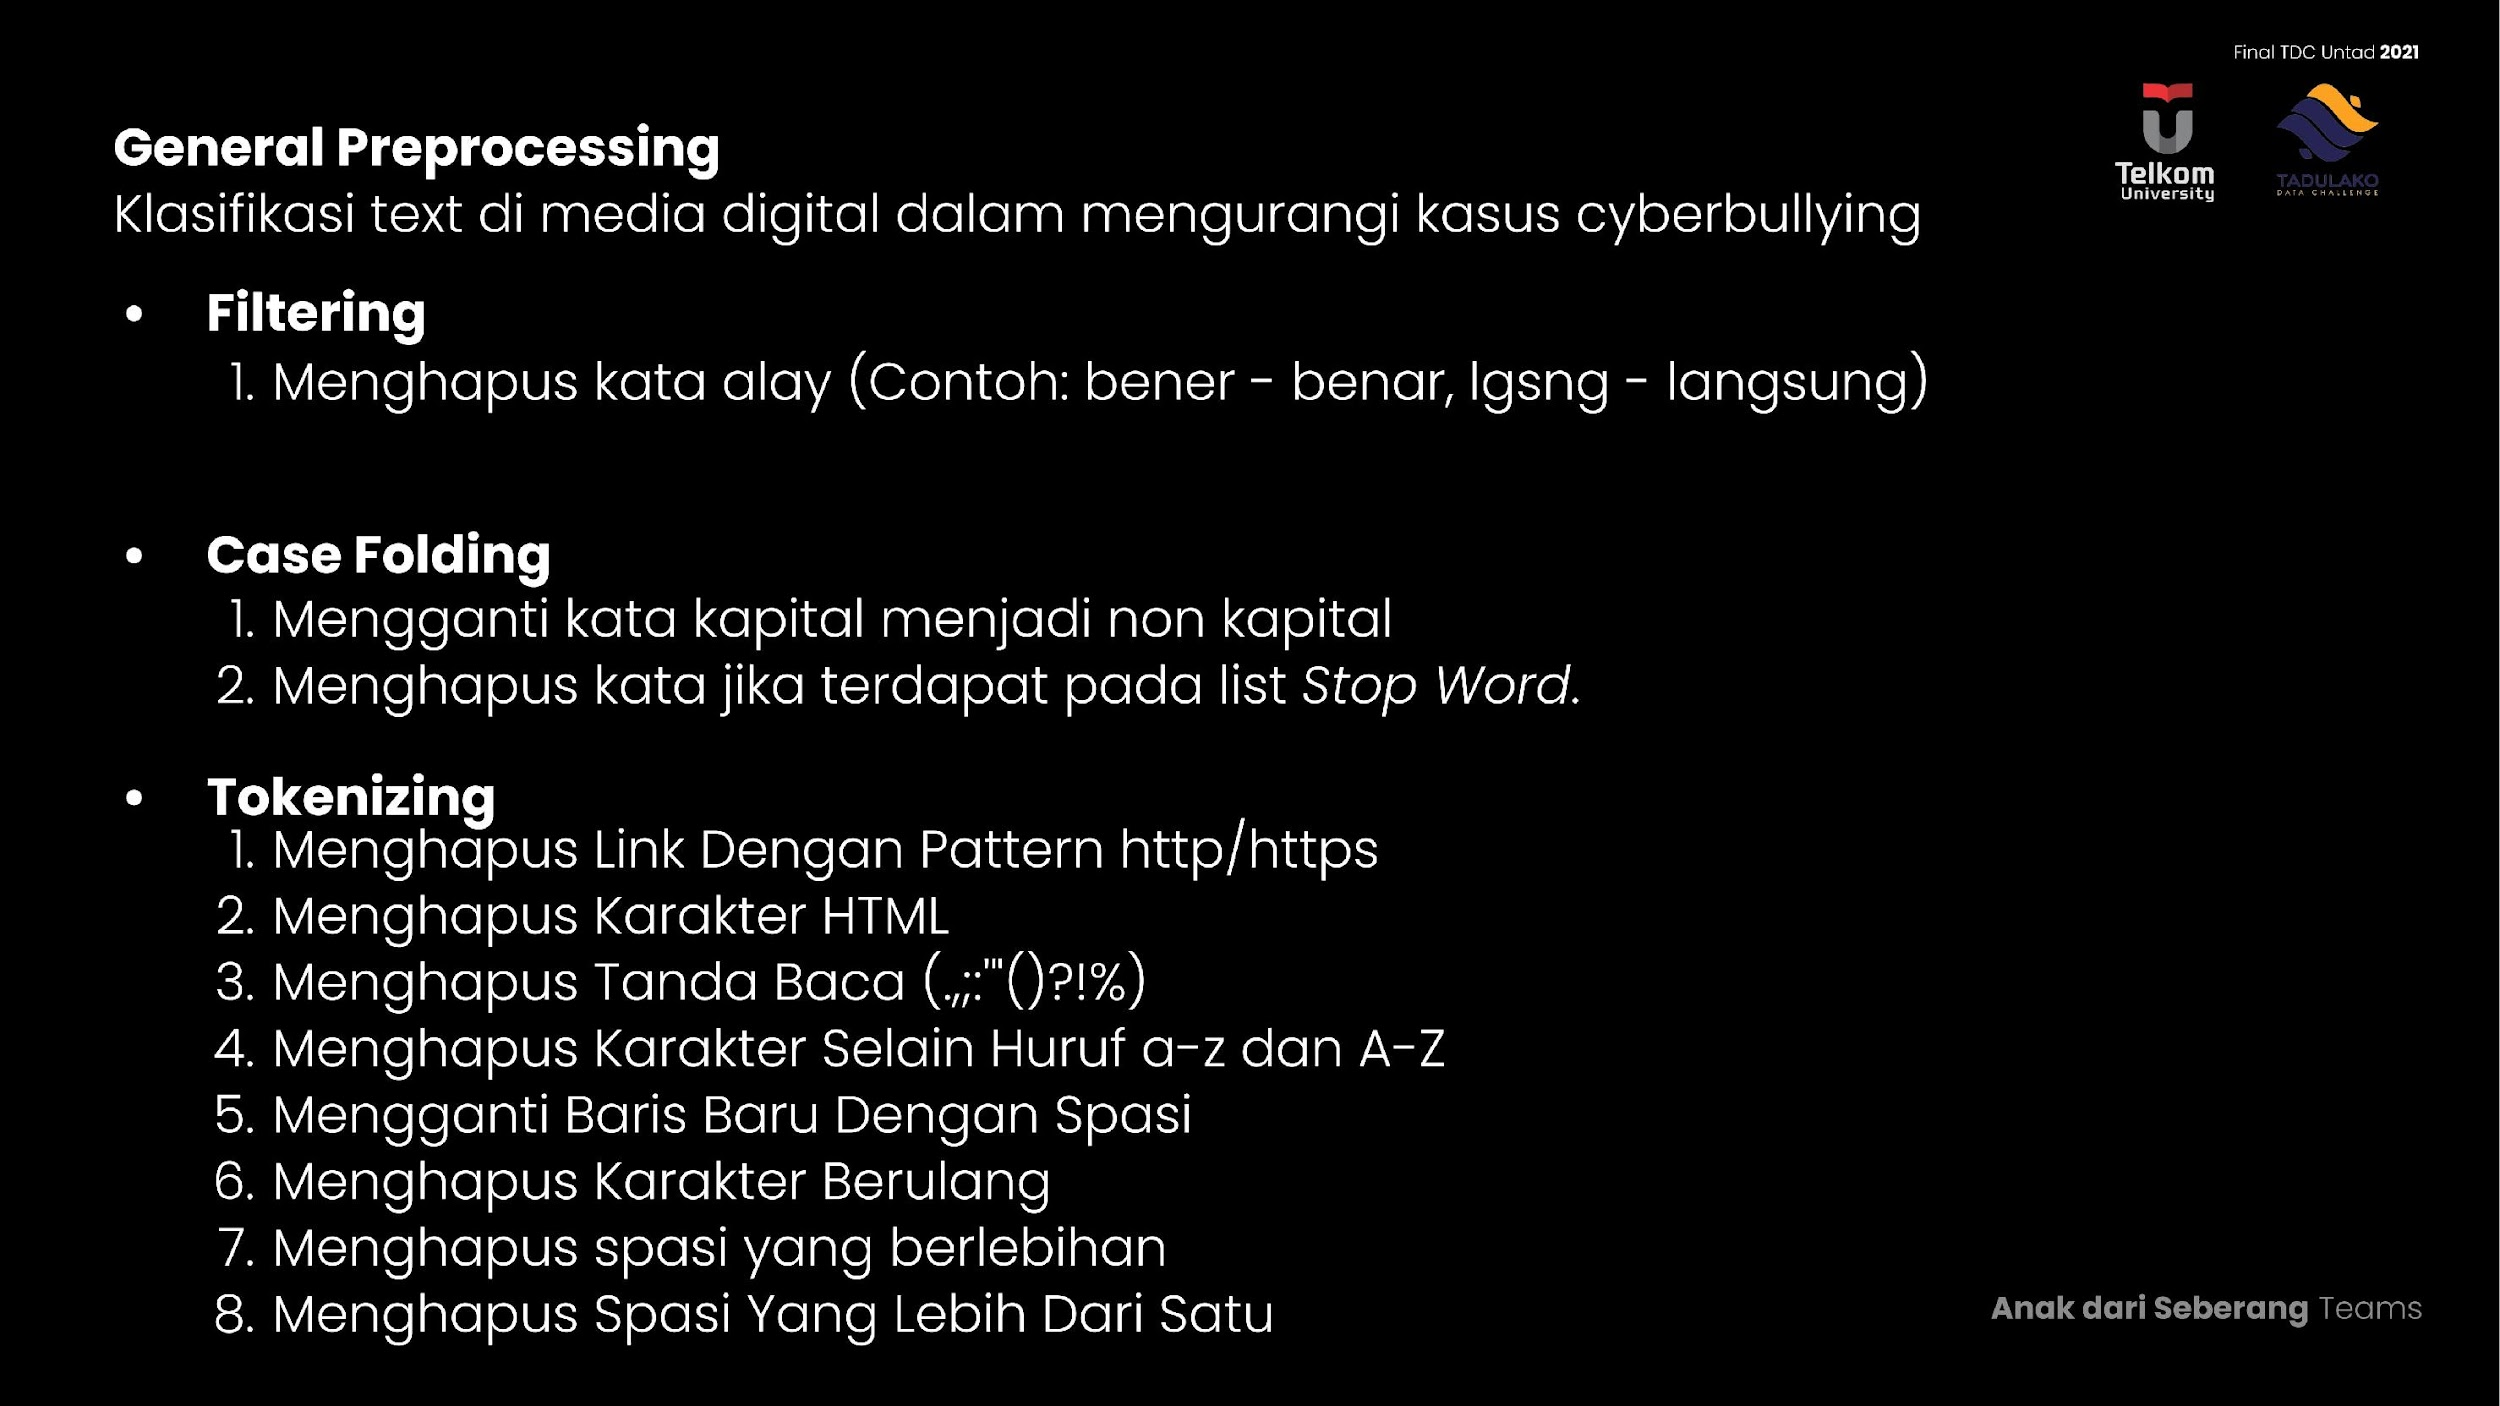 Final TDC Untad 2021
Telkom
University
TADULAKO
DATA CHALLENGE
General Preprocessing
Klasifikasi text di media digital dalam mengurangi kasus cyberbullying
• Filtering
1. Menghapus kata alay (Contoh: bener - benar, lgsng - langsung)
• Case Folding
1. Mengganti kata kapital menjadi non kapital
2. Menghapus kata jika terdapat pada list Stop Word.
• Tokenizing
1. Menghapus Link Dengan Pattern http/https
2. Menghapus Karakter HTML
3. Menghapus Tanda Baca (.,;:'"()?!%)
4. Menghapus Karakter Selain Huruf a-z dan A-Z
5. Mengganti Baris Baru Dengan Spasi
6. Menghapus Karakter Berulang
7. Menghapus spasi yang berlebihan
8. Menghapus Spasi Yang Lebih Dari Satu
Anak dari Seberang Teams